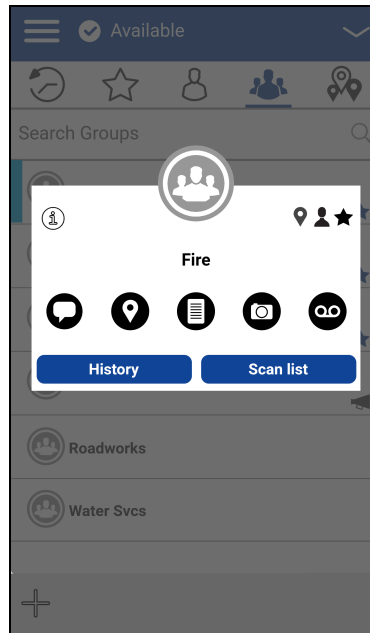 Available
Search Groups
Fire
History
Scan list
Roadworks
Water Svcs